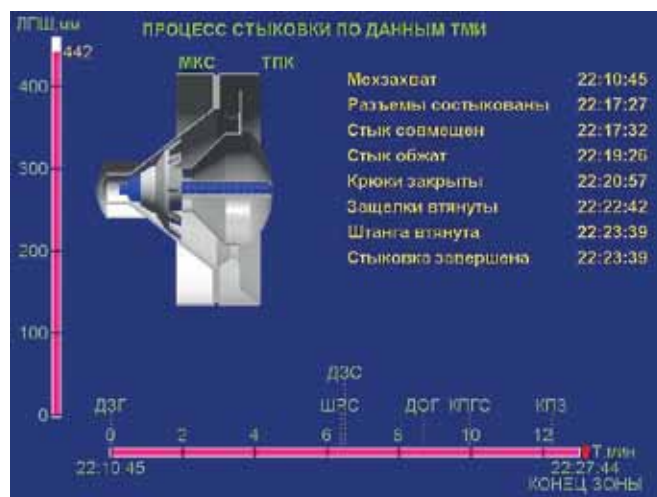 ЛПШ, мм
ПРОЦЕСС СТЫКОВКИ ПО ДАННЫМ ТМИ
442
МКС ТПК
400
300
200
100
0
Мехзахват 22:10:45
Разъемы состыкованы 22:17:27
Стык совмещен 22:17:32
Стык обжат 22:19:26
Крюки закрыты 22:20:57
Защелки втянуты 22:22:42
Штанга втянута 22:23:39
Стыковка завершена 22:23:39
ДЗС
ДЗГ ШРС ДОГ КПГС КПЗ
0 2 4 6 8 10 12 Т, мин
22:10:45 22:27:44
КОНЕЦ ЗОНЫ